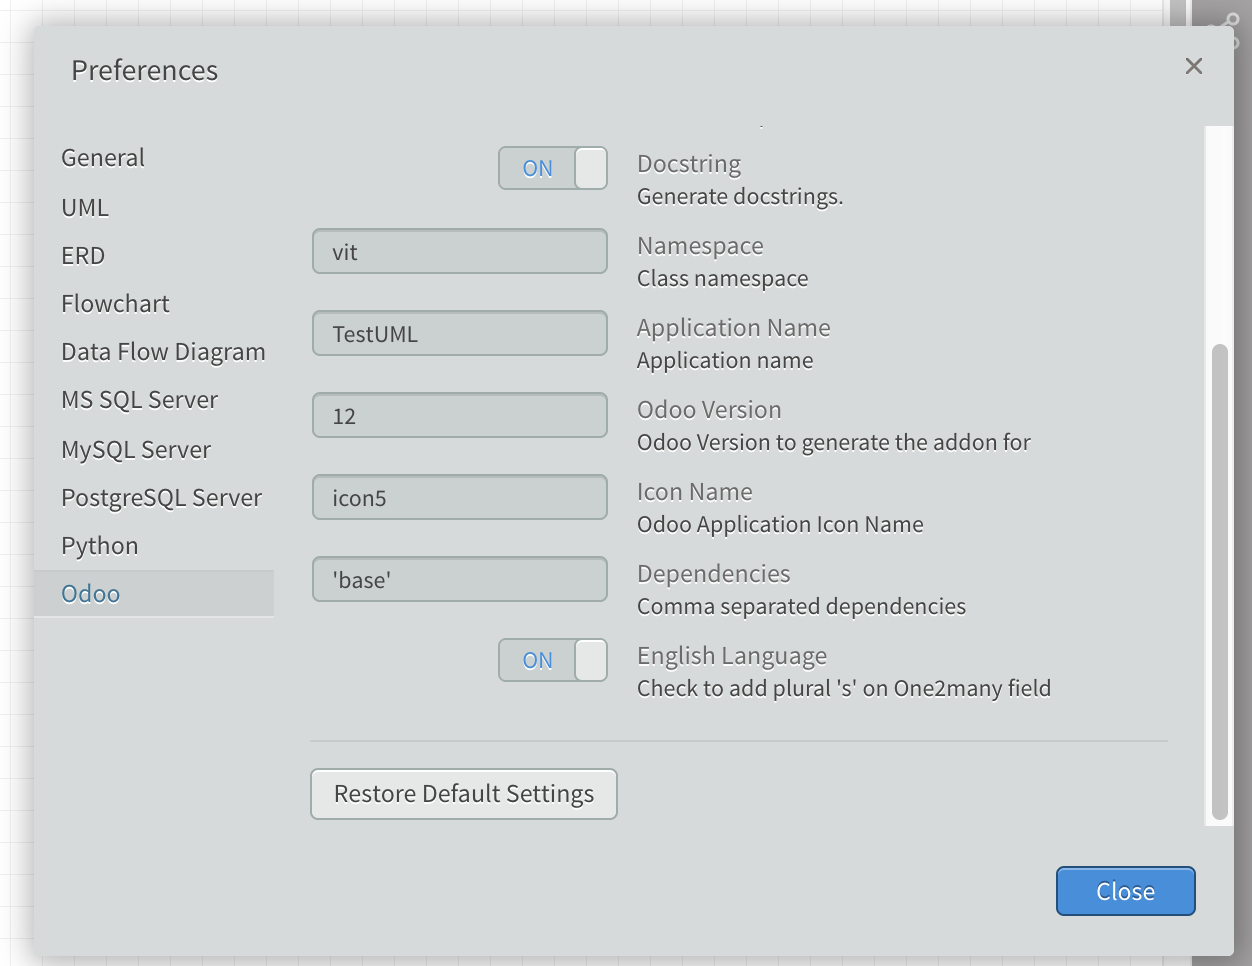 Preferences
General
UML
ERD
Flowchart
Data Flow Diagram
MS SQL Server
MySQL Server
PostgreSQL Server
Python
Odoo
ON
Docstring
Generate docstrings.
vit
Namespace
Class namespace
TestUML
Application Name
Application name
12
Odoo Version
Odoo Version to generate the addon for
icon5
Icon Name
Odoo Application Icon Name
'base'
Dependencies
Comma separated dependencies
ON
English Language
Check to add plural 's' on One2many field
Restore Default Settings
Close